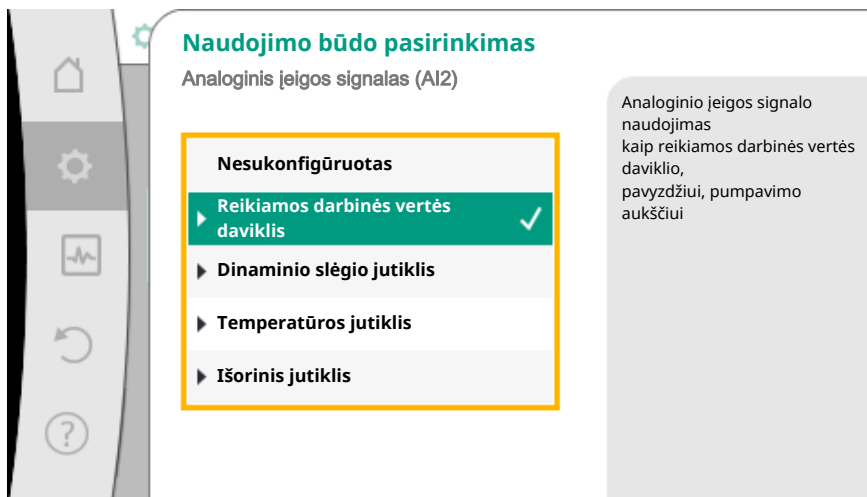 Naudojimo būdo pasirinkimas
Analoginis įeigos signalas (AI2)
Nesukonfigūruotas
Reikiamos darbinės vertės
daviklis
Dinaminio slėgio jutiklis
Temperatūros jutiklis
Išorinis jutiklis
Analoginio įeigos signalo
naudojimas
kaip reikiamos darbinės vertės
daviklio,
pavyzdžiui, pumpavimo
aukščiui
?